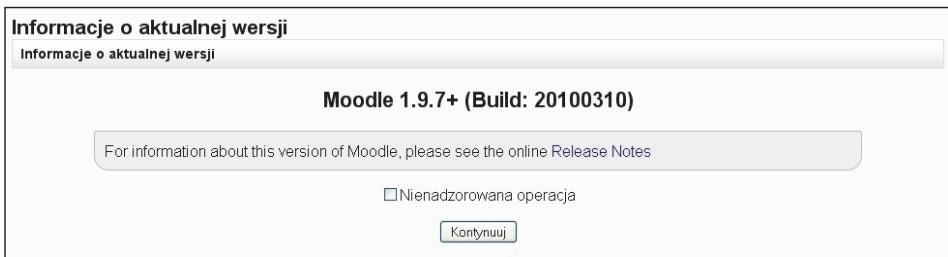 Informacje o aktualnej wersji
Informacje o aktualnej wersji
Moodle 1.9.7+ (Build: 20100310)
For information about this version of Moodle, please see the online Release Notes
Nienadzorowana operacja
Kontynuuj